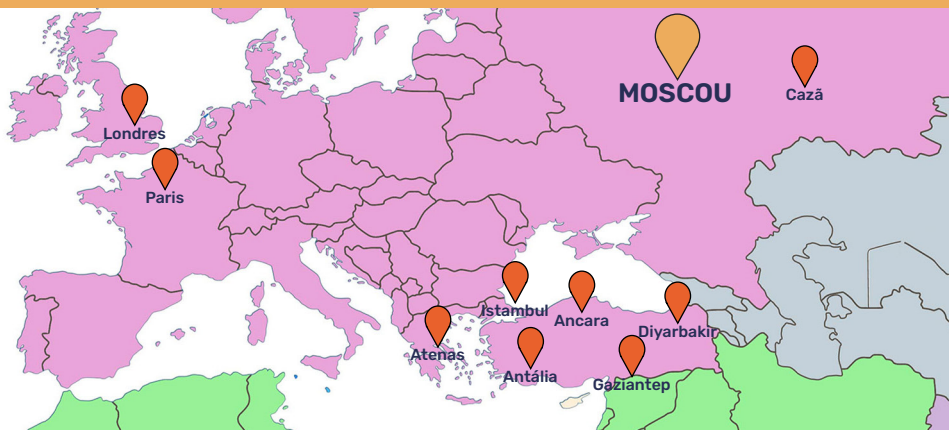 MOSCOU
Cazã
Londres
Paris
Istambul
Ancara
Diyarbakir
Atenas
Antália
Gaziantep